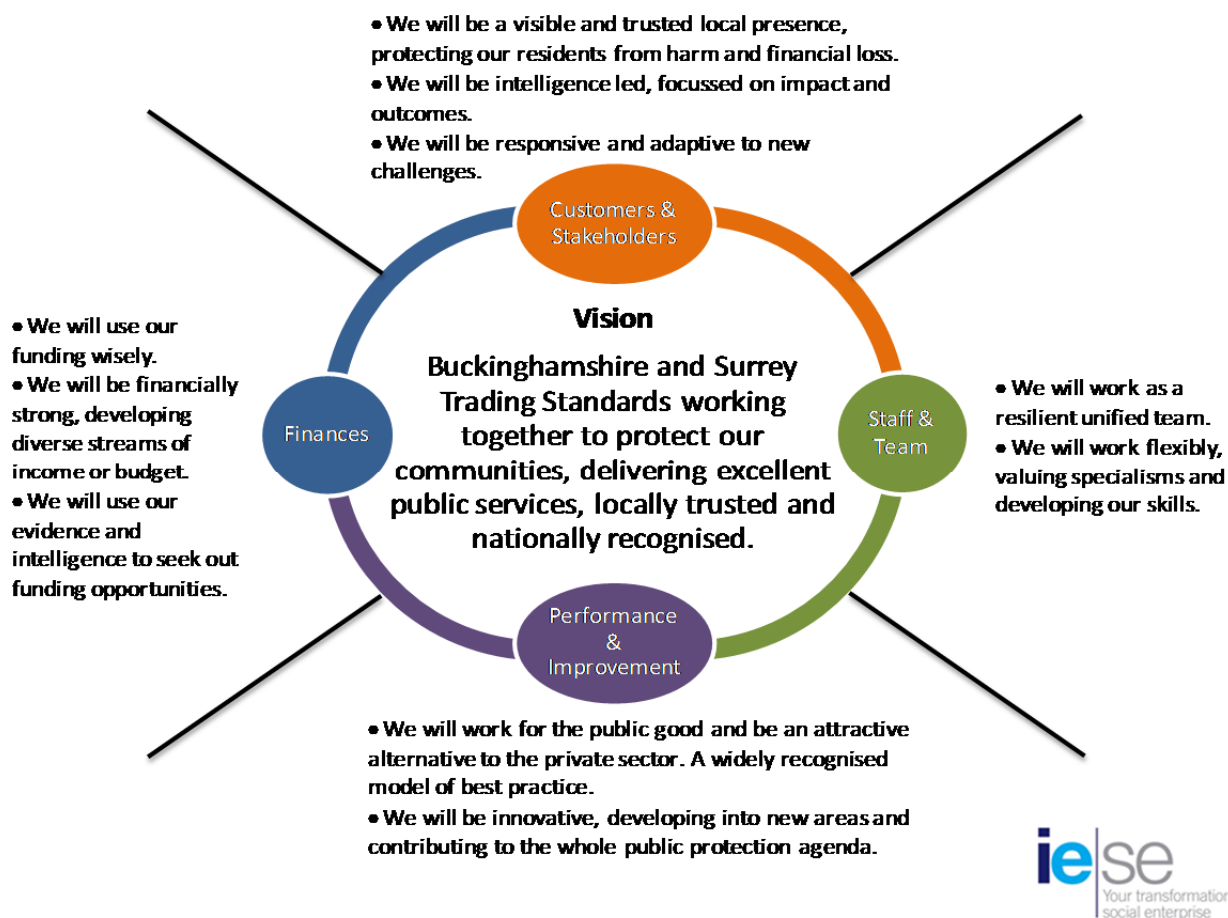 • We will be a visible and trusted local presence,
protecting our residents from harm and financial loss.
• We will be intelligence led, focussed on impact and
outcomes.
• We will be responsive and adaptive to new
challenges.
Customers &
Stakeholders
• We will use our
funding wisely.
• We will be financially
strong, developing
diverse streams of
income or budget.
• We will use our
evidence and
intelligence to seek out
funding opportunities.
Finances
Vision
Buckinghamshire and Surrey
Trading Standards working
together to protect our
communities, delivering excellent
public services, locally trusted and
nationally recognised.
Staff &
Team
• We will work as a
resilient unified team.
• We will work flexibly,
valuing specialisms and
developing our skills.
Performance
&
Improvement
• We will work for the public good and be an attractive
alternative to the private sector. A widely recognised
model of best practice.
• We will be innovative, developing into new areas and
contributing to the whole public protection agenda.
iese
Your transformation
social enterprise